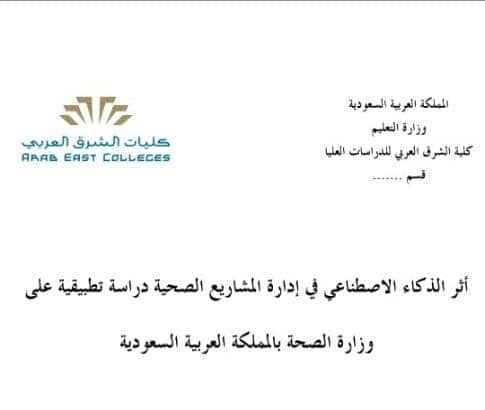 المملكة العربية السعودية
وزارة التعليم
كلية الشرق العربي للدراسات العليا
قسم .......
كليات الشرق العربي
ARAB EAST COLLEGES
أثر الذكاء الاصطناعي في إدارة المشاريع الصحية دراسة تطبيقية على
وزارة الصحة بالمملكة العربية السعودية